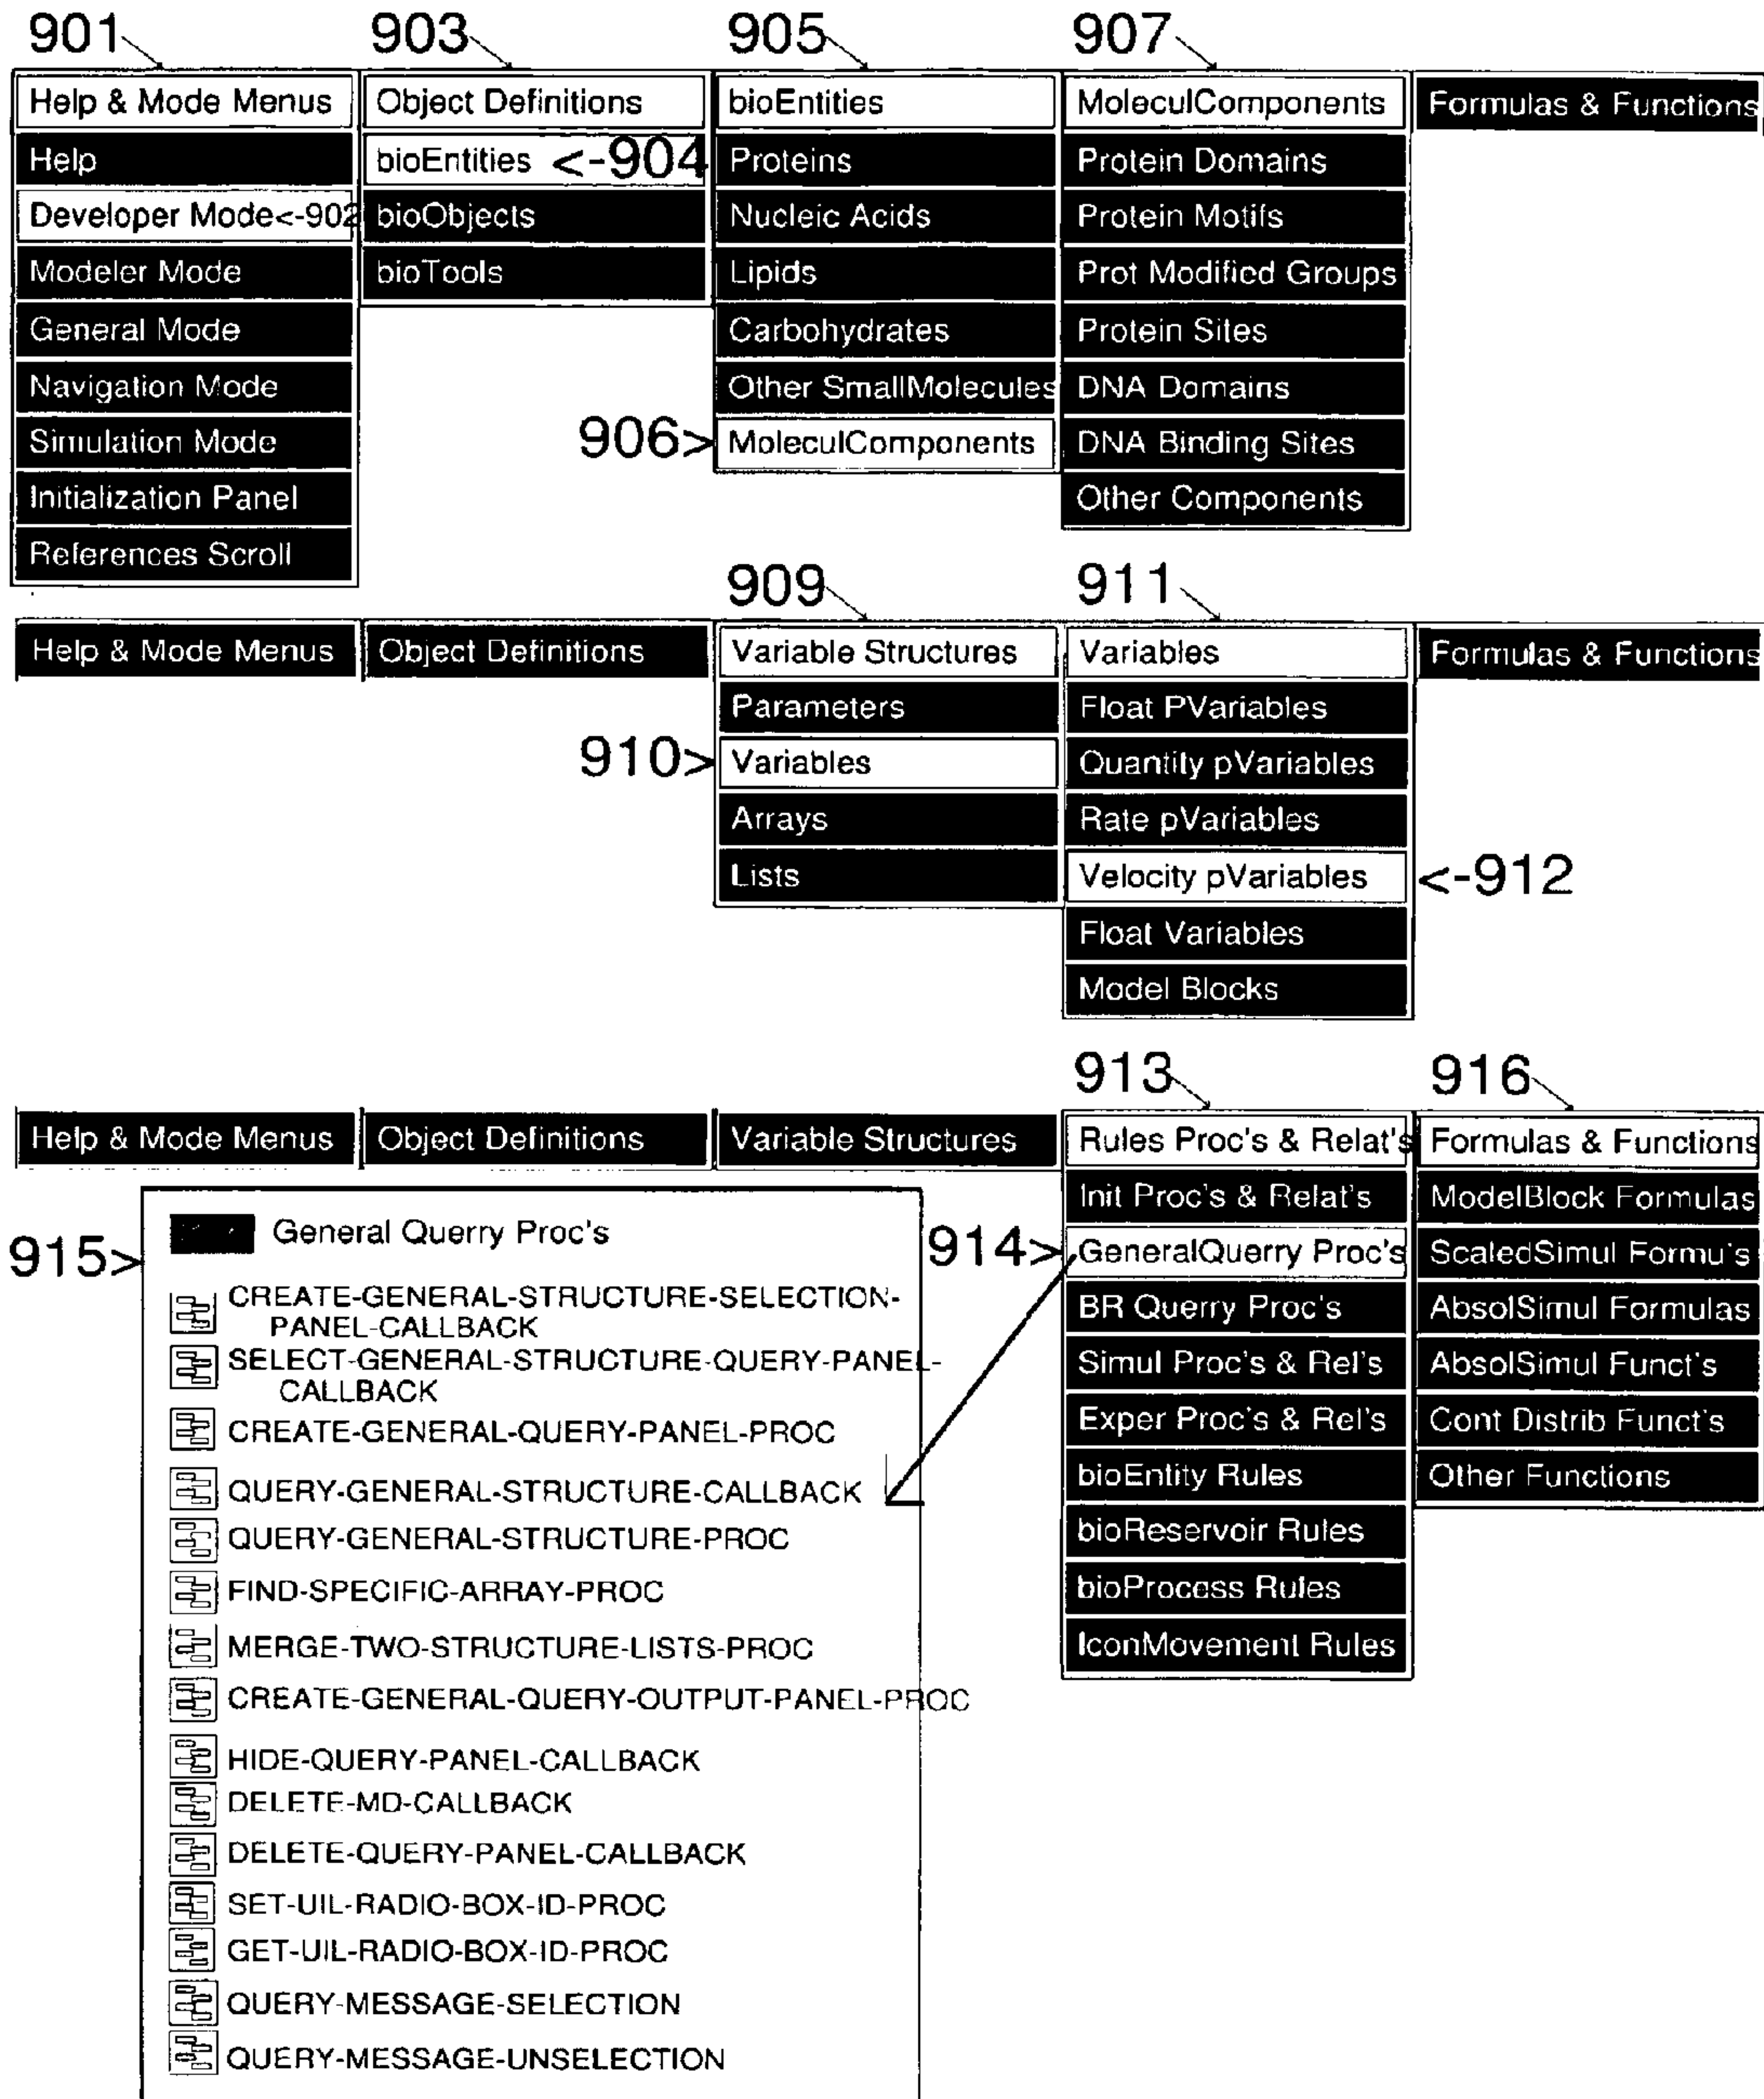 901 903 905 907
Help & Mode Menus Object Definitions bioEntities MoleculComponents Formulas & Functions
Help bioEntities <-904 Proteins Protein Domains
Developer Mode<-902 bioObjects Nucleic Acids Protein Motifs
Modeler Mode bioTools Lipids Prot Modified Groups
General Mode Carbohydrates Protein Sites
Navigation Mode Other SmallMolecules DNA Domains
Simulation Mode 906> MoleculComponents DNA Binding Sites
Initialization Panel Other Components
References Scroll
909 911
Help & Mode Menus Object Definitions Variable Structures Variables Formulas & Functions
Parameters Float PVariables
910> Variables Quantity pVariables
Arrays Rate pVariables
Lists Velocity pVariables <-912
Float Variables
Model Blocks
913 916
Help & Mode Menus Object Definitions Variable Structures Rules Proc's & Relat's Formulas & Functions
Init Proc's & Relat's ModelBlock Formulas
914> GeneralQuerry Proc's ScaledSimul Formu's
BR Querry Proc's AbsolSimul Formulas
Simul Proc's & Rel's AbsolSimul Funct's
Exper Proc's & Rel's Cont Distrib Funct's
bioEntity Rules Other Functions
bioReservoir Rules
bioProcess Rules
IconMovement Rules
915>
General Querry Proc's
CREATE-GENERAL-STRUCTURE-SELECTION-
PANEL-CALLBACK
SELECT-GENERAL-STRUCTURE-QUERY-PANEL-
CALLBACK
CREATE-GENERAL-QUERY-PANEL-PROC
QUERY-GENERAL-STRUCTURE-CALLBACK
QUERY-GENERAL-STRUCTURE-PROC
FIND-SPECIFIC-ARRAY-PROC
MERGE-TWO-STRUCTURE-LISTS-PROC
CREATE-GENERAL-QUERY-OUTPUT-PANEL-PROC
HIDE-QUERY-PANEL-CALLBACK
DELETE-MD-CALLBACK
DELETE-QUERY-PANEL-CALLBACK
SET-UIL-RADIO-BOX-ID-PROC
GET-UIL-RADIO-BOX-ID-PROC
QUERY-MESSAGE-SELECTION
QUERY-MESSAGE-UNSELECTION